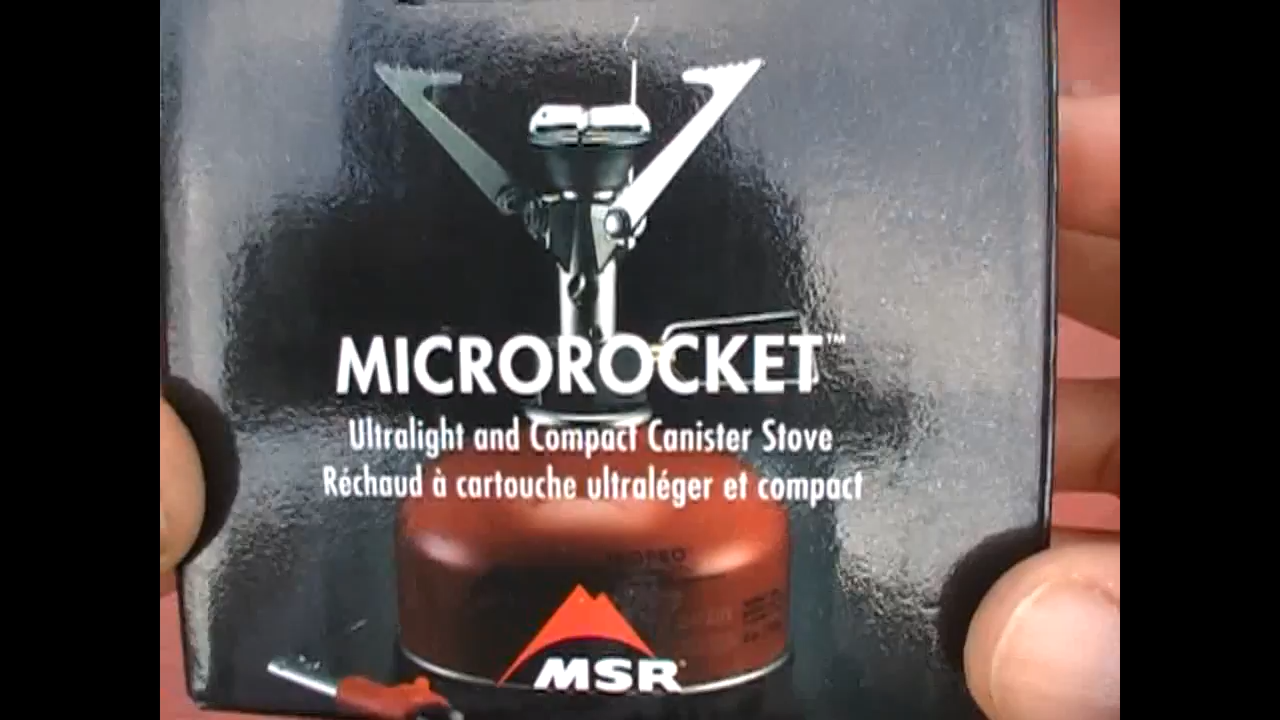 MICROROCKET™
Ultralight and Compact Canister Stove
Réchaud à cartouche ultraléger et compact
MSR®